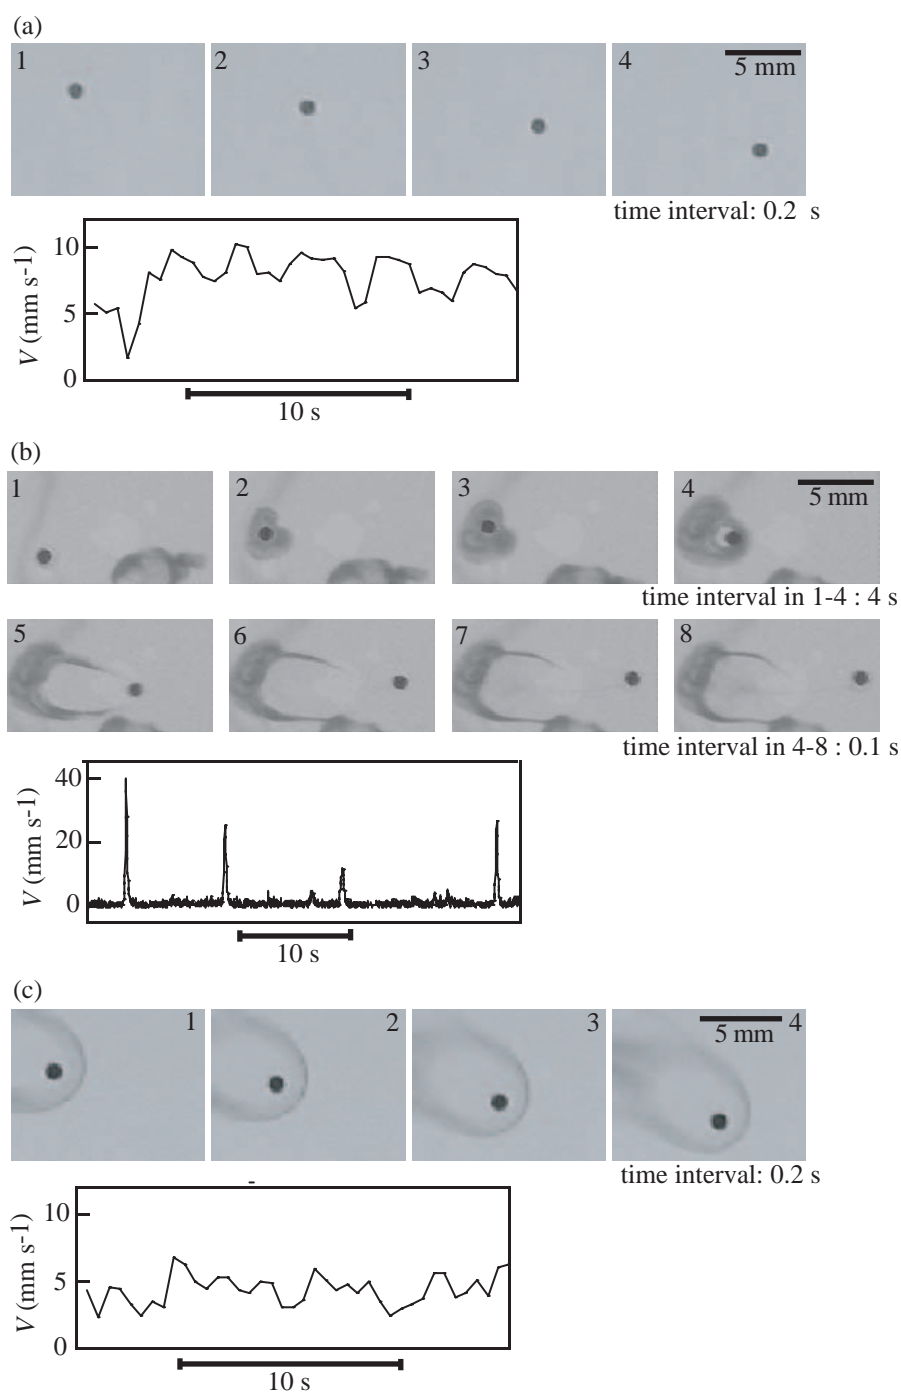 (a)
1 2 3 4
5 mm
time interval: 0.2 s
10
5
0
V (mm s-1)
10 s
(b)
1 2 3 4
5 mm
time interval in 1-4 : 4 s
5 6 7 8
time interval in 4-8 : 0.1 s
40
20
0
V (mm s-1)
10 s
(c)
1 2 3 4
5 mm
time interval: 0.2 s
10
5
0
V (mm s-1)
10 s